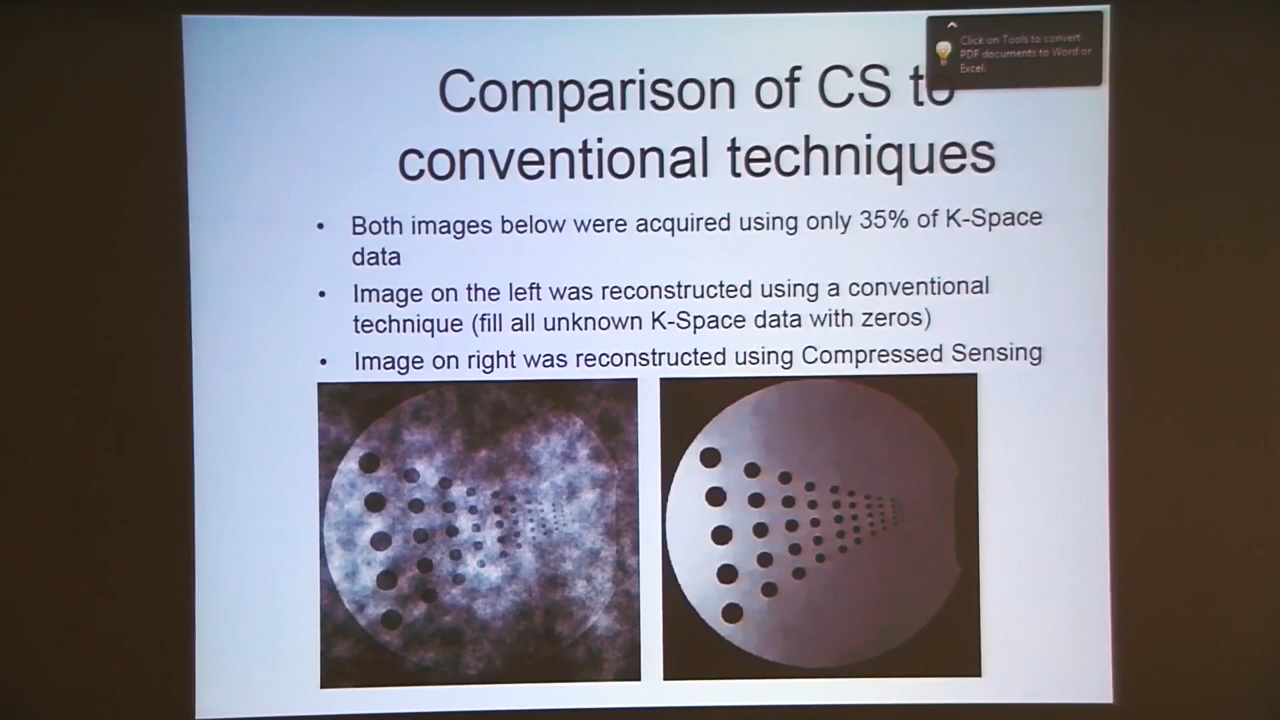 Click on Tools to convert
PDF documents to Word or
Excel.
Comparison of CS to
conventional techniques
• Both images below were acquired using only 35% of K-Space
data
• Image on the left was reconstructed using a conventional
technique (fill all unknown K-Space data with zeros)
• Image on right was reconstructed using Compressed Sensing